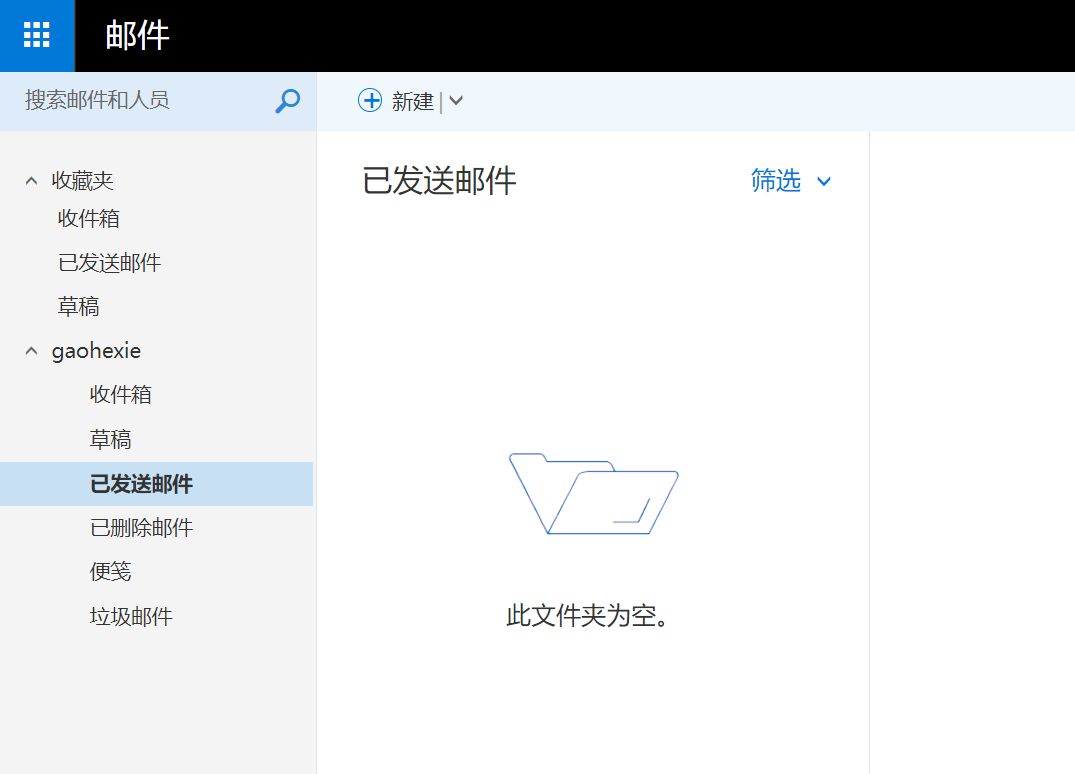 邮件
搜索邮件和人员
新建
收藏夹
收件箱
已发送邮件
草稿
gaohexie
收件箱
草稿
已发送邮件
已删除邮件
便笺
垃圾邮件
已发送邮件
筛选
此文件夹为空。